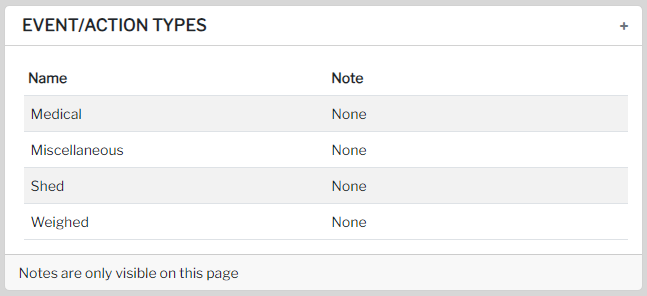 EVENT/ACTION TYPES +
Name Note
Medical None
Miscellaneous None
Shed None
Weighed None
Notes are only visible on this page